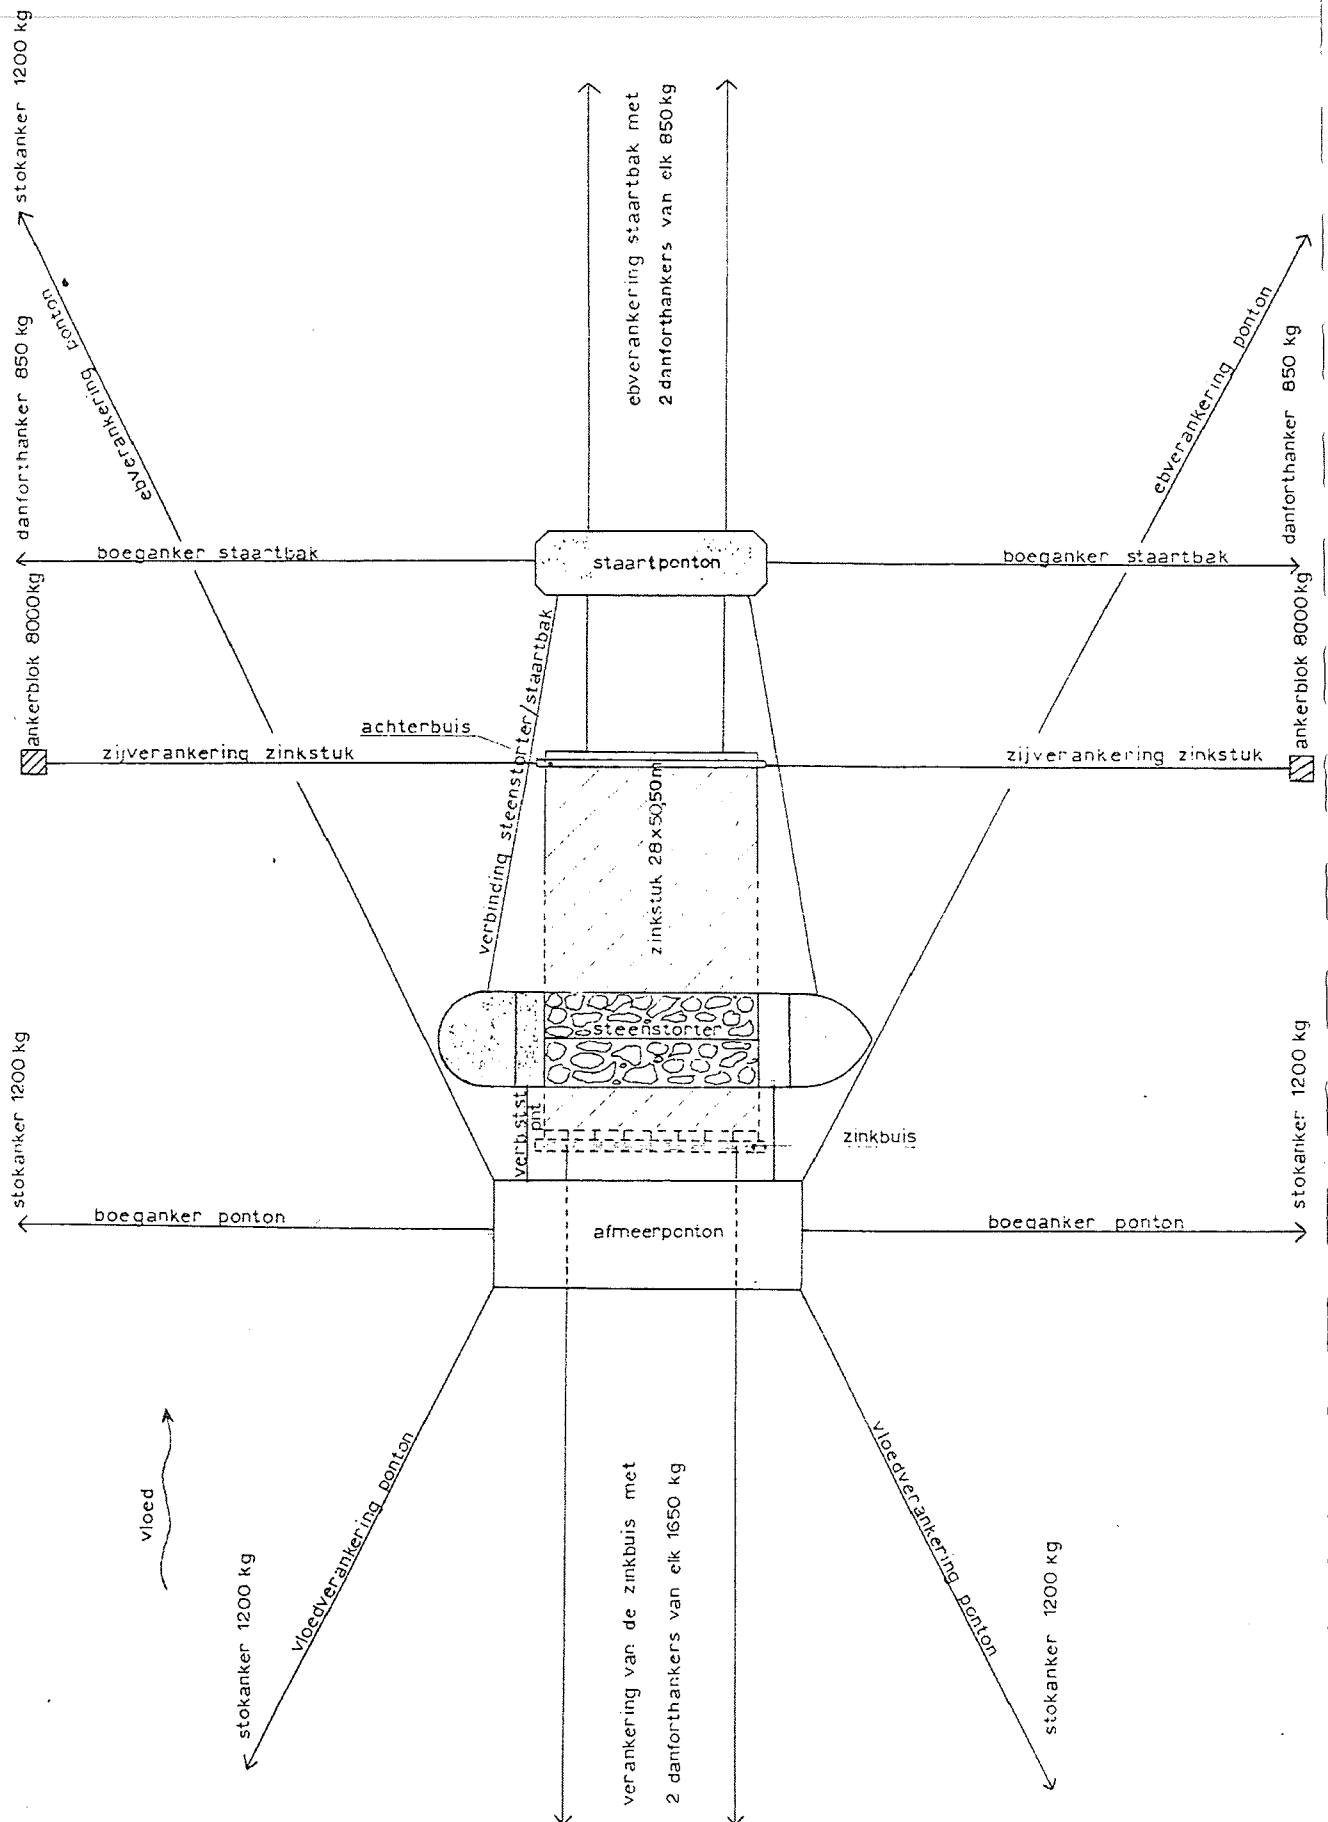 stokanker 1200 kg
ebverankering staartbak met
2 danforthankers van elk 850 kg
ebverankering ponton
ebverankering ponton
danforthanker 850 kg
danforthanker 850 kg
boeganker staartbak
staartponton
boeganker staartbak
ankerblok 8000 kg
ankerblok 8000 kg
verbinding steenstorter/staartbak
achterbuis
zijverankering zinkstuk
zijverankering zinkstuk
zinkstuk 28x50,50m
steenstorter
stokanker 1200 kg
stokanker 1200 kg
verb. stst
pnt
zinkbuis
boeganker ponton
afmeerponton
boeganker ponton
vloed
vloedverankering ponton
vloedverankering ponton
verankering van de zinkbuis met
2 danforthankers van elk 1650 kg
stokanker 1200 kg
stokanker 1200 kg